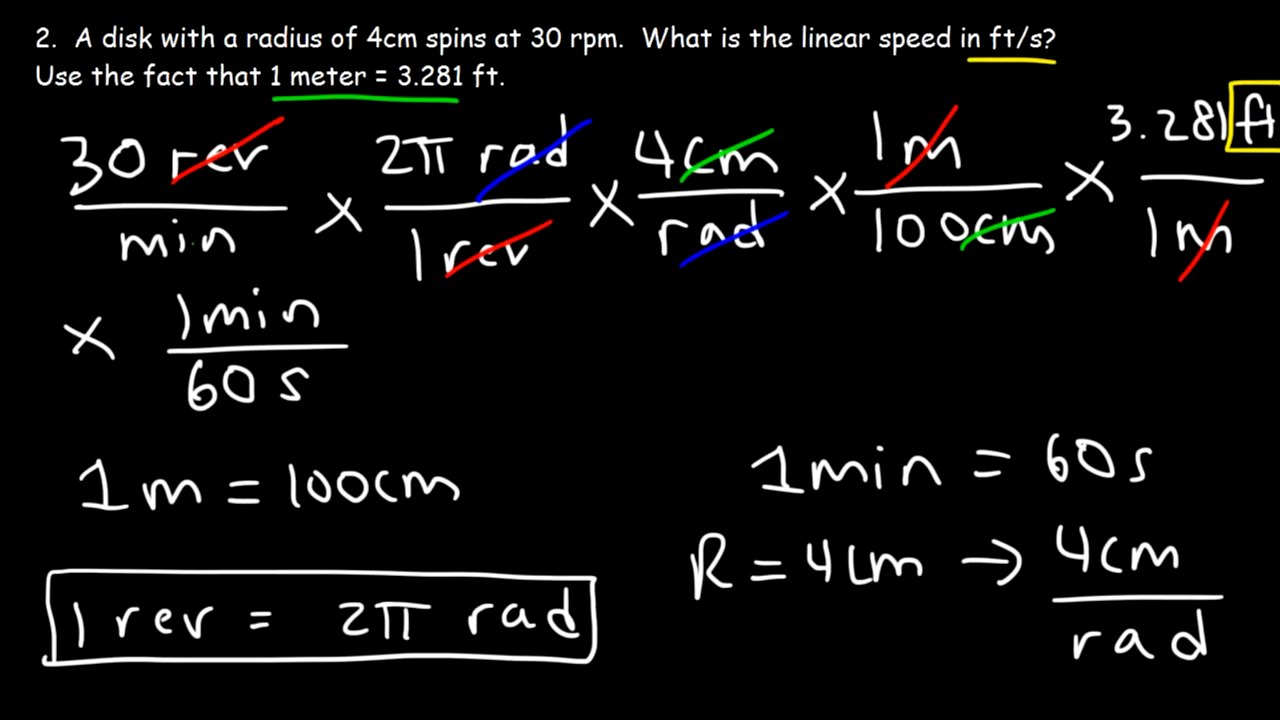 2. A disk with a radius of 4cm spins at 30 rpm. What is the linear speed in ft/s?
Use the fact that 1 meter = 3.281 ft.
30 rev / min × 2π rad / 1 rev × 4cm / rad × 1m / 100cm × 3.281 ft / 1m
× 1min / 60 s
1m = 100cm
1min = 60s
R = 4cm → 4cm / rad
1 rev = 2π rad